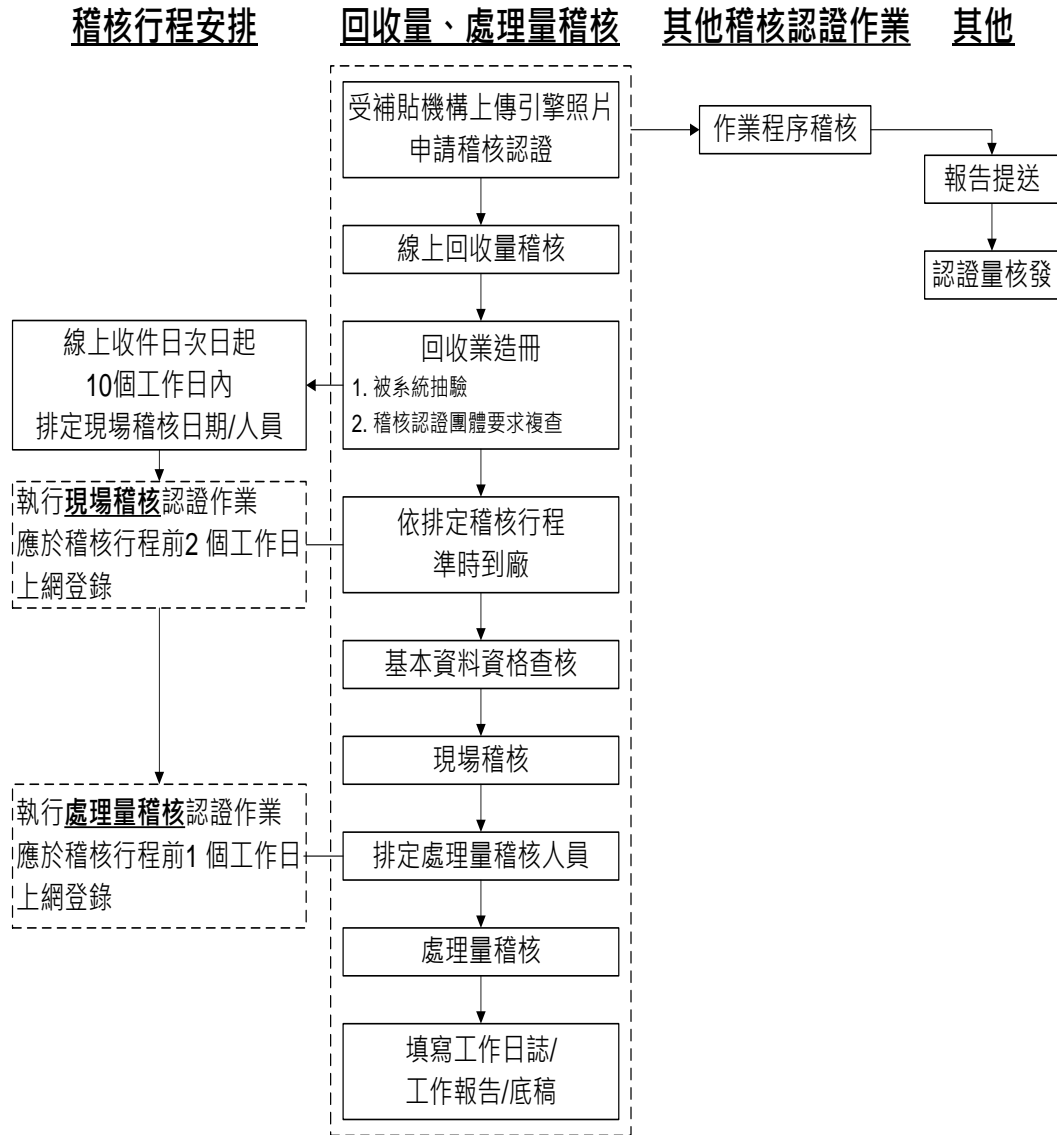 稽核行程安排
回收量、處理量稽核
其他稽核認證作業
其他
受補貼機構上傳引擎照片
申請稽核認證
作業程序稽核
報告提送
認證量核發
線上回收量稽核
線上收件日次日起
10個工作日內
排定現場稽核日期/人員
回收業造冊
1. 被系統抽驗
2. 稽核認證團體要求複查
執行現場稽核認證作業
應於稽核行程前2 個工作日
上網登錄
依排定稽核行程
準時到廠
基本資料資格查核
現場稽核
執行處理量稽核認證作業
應於稽核行程前1 個工作日
上網登錄
排定處理量稽核人員
處理量稽核
填寫工作日誌/
工作報告/底稿